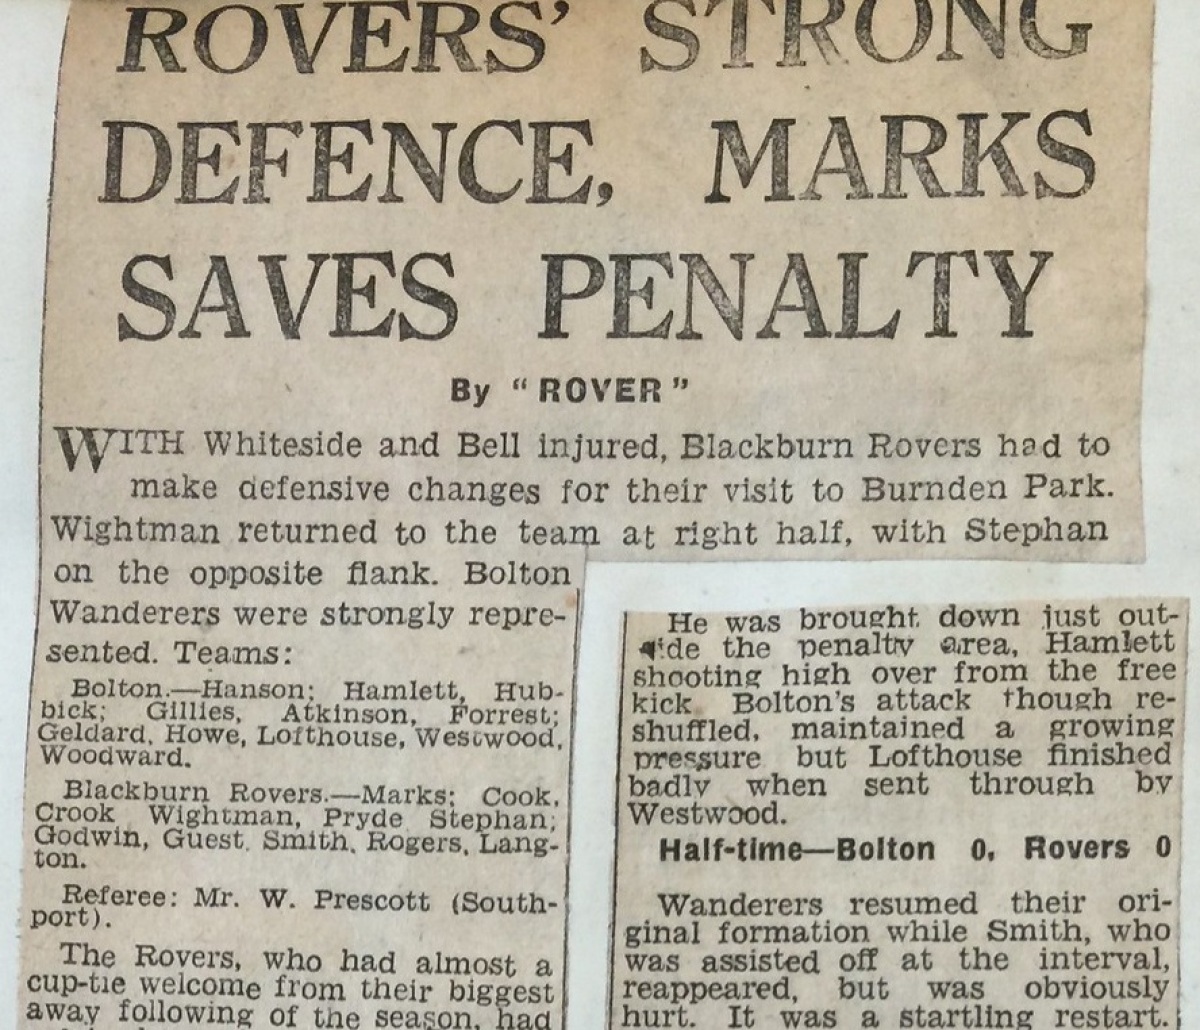 ROVERS' STRONG
DEFENCE, MARKS
SAVES PENALTY
By "ROVER"
WITH Whiteside and Bell injured, Blackburn Rovers had to
make defensive changes for their visit to Burnden Park.
Wightman returned to the team at right half, with Stephan
on the opposite flank. Bolton
Wanderers were strongly repre-
sented. Teams:
Bolton.—Hanson; Hamlett, Hub-
bick; Gillies, Atkinson, Forrest;
Geldard, Howe, Lofthouse, Westwood,
Woodward.
Blackburn Rovers.—Marks; Cook,
Crook Wightman, Pryde Stephan;
Godwin, Guest. Smith, Rogers, Lang-
ton.
Referee: Mr. W. Prescott (South-
port).
The Rovers, who had almost a
cup-tie welcome from their biggest
away following of the season, had
He was brought down just out-
side the penalty area, Hamlett
shooting high over from the free
kick. Bolton's attack though re-
shuffled, maintained a growing
pressure but Lofthouse finished
badly when sent through by
Westwood.
Half-time—Bolton 0, Rovers 0
Wanderers resumed their ori-
ginal formation while Smith, who
was assisted off at the interval,
reappeared, but was obviously
hurt. It was a startling restart.